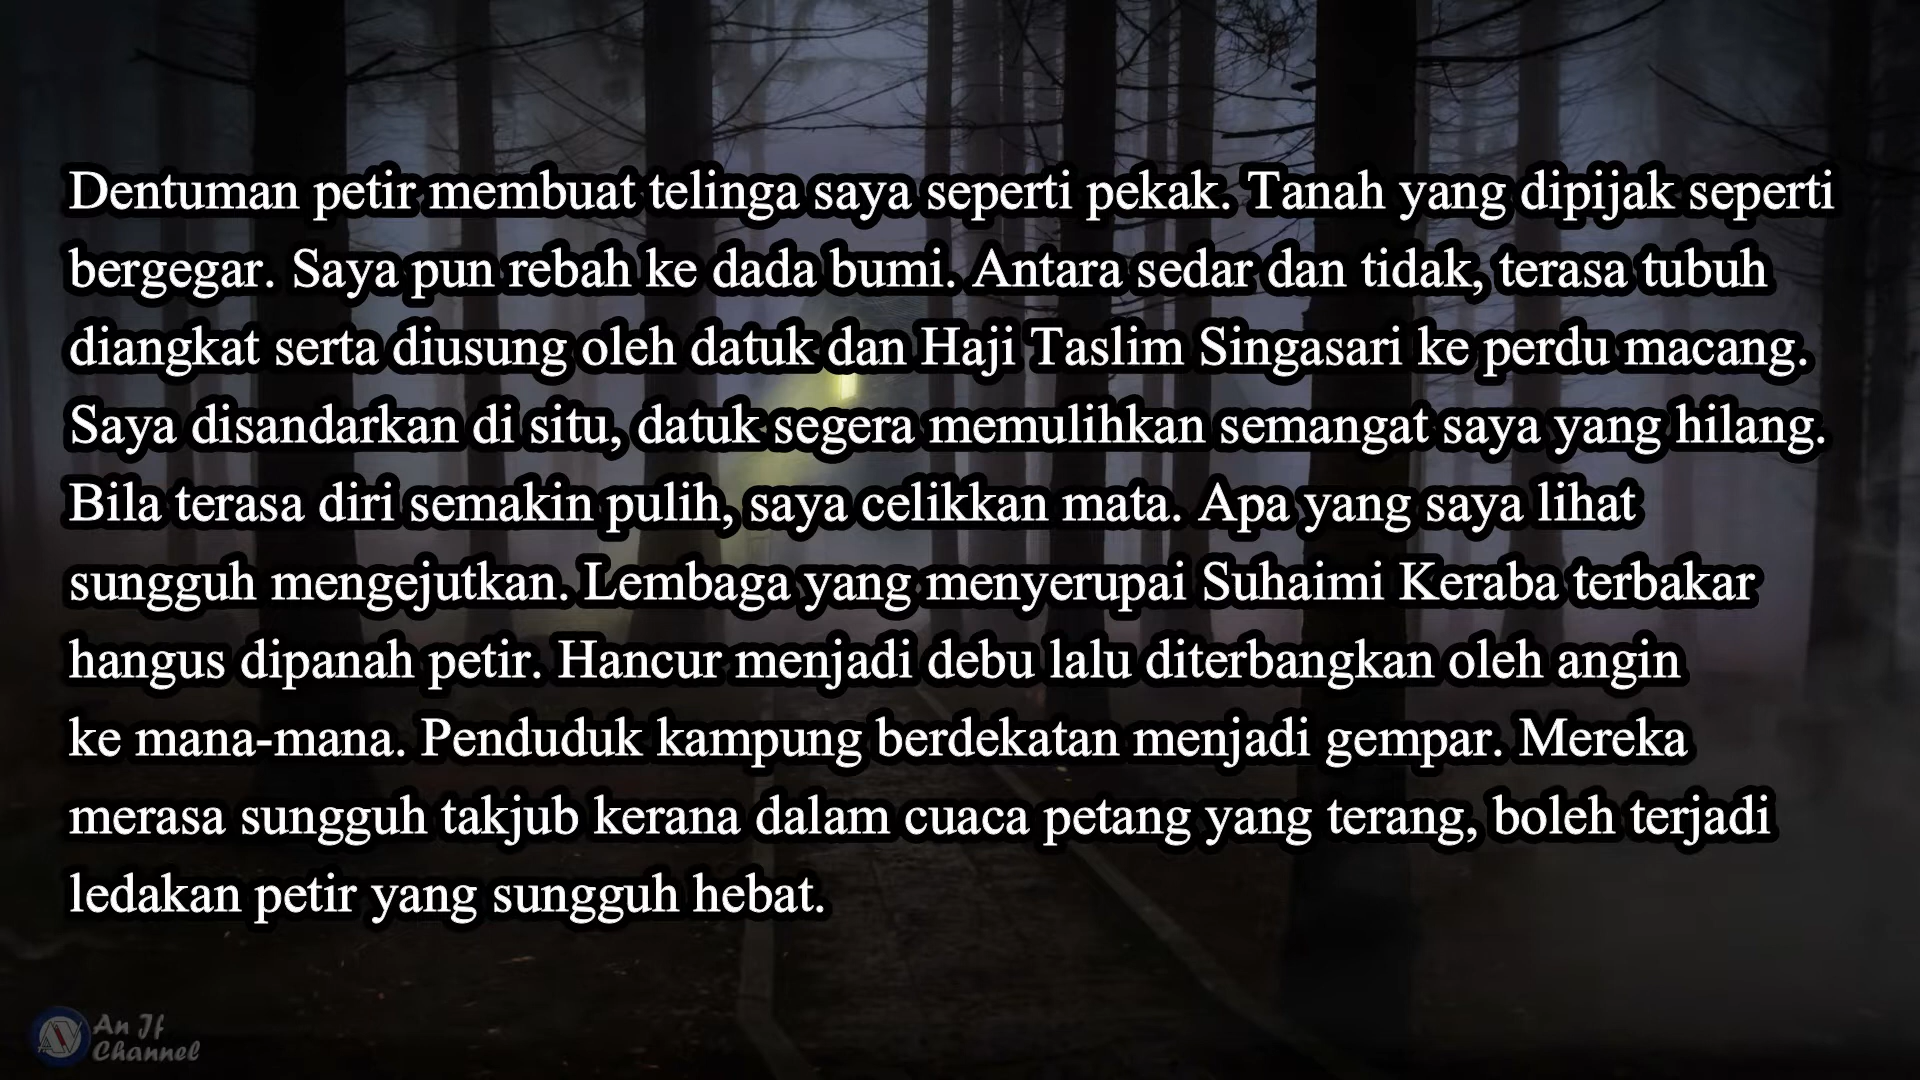 Dentuman petir membuat telinga saya seperti pekak. Tanah yang dipijak seperti
bergegar. Saya pun rebah ke dada bumi. Antara sedar dan tidak, terasa tubuh
diangkat serta diusung oleh datuk dan Haji Taslim Singasari ke perdu macang.
Saya disandarkan di situ, datuk segera memulihkan semangat saya yang hilang.
Bila terasa diri semakin pulih, saya celikkan mata. Apa yang saya lihat
sungguh mengejutkan. Lembaga yang menyerupai Suhaimi Keraba terbakar
hangus dipanah petir. Hancur menjadi debu lalu diterbangkan oleh angin
ke mana-mana. Penduduk kampung berdekatan menjadi gempar. Mereka
merasa sungguh takjub kerana dalam cuaca petang yang terang, boleh terjadi
ledakan petir yang sungguh hebat.
An If
Channel